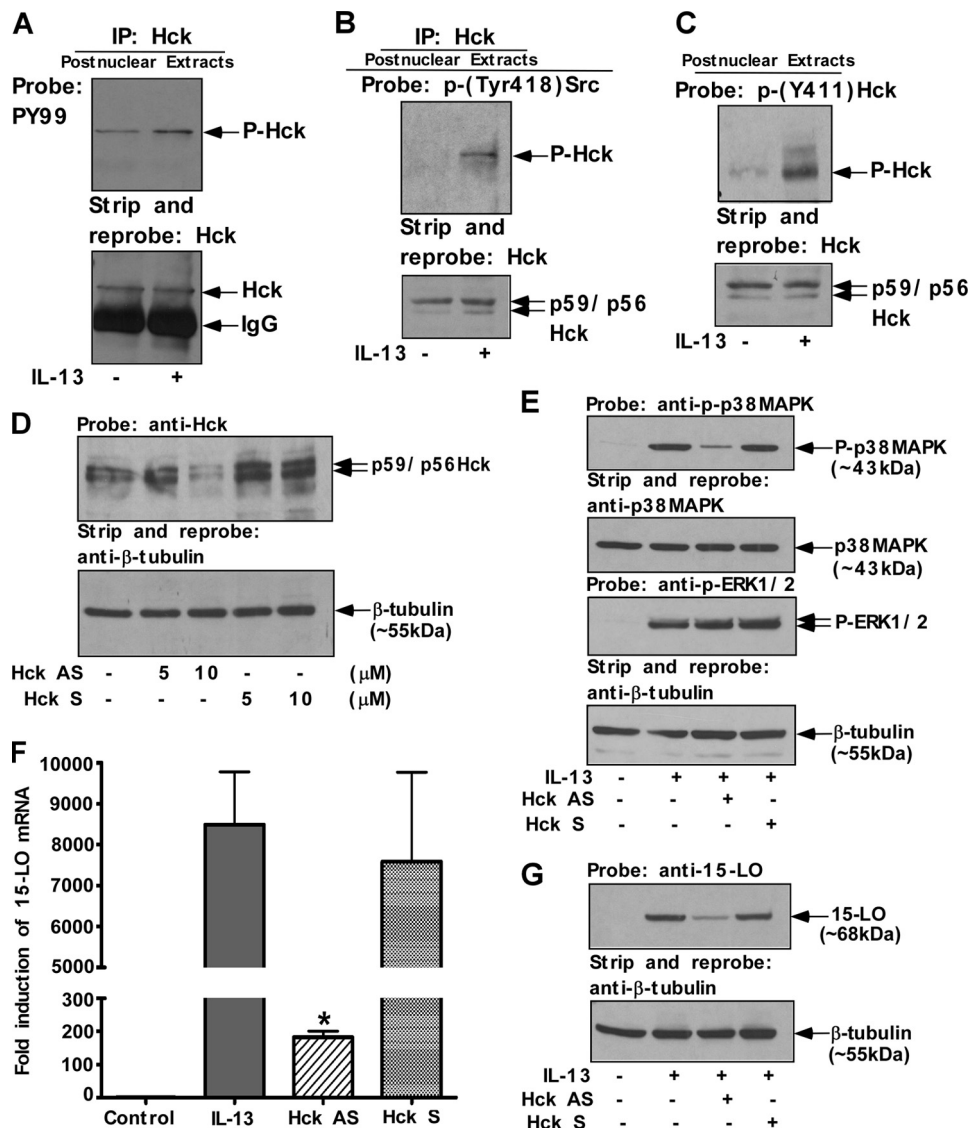 A
IP: Hck
Postnuclear Extracts
Probe:
PY99
P-Hck
Strip and
reprobe: Hck
Hck
IgG
IL-13 - +
B
IP: Hck
Postnuclear Extracts
Probe: p-(Tyr418)Src
P-Hck
Strip and
reprobe: Hck
p59/ p56
Hck
IL-13 - +
C
Postnuclear Extracts
Probe: p-(Y411)Hck
P-Hck
Strip and
reprobe: Hck
p59/ p56
Hck
IL-13 - +
D
Probe: anti-Hck
p59/ p56Hck
Strip and reprobe:
anti-β-tubulin
β-tubulin
(~55kDa)
Hck AS - 5 10 - - (μM)
Hck S - - - 5 10 (μM)
E
Probe: anti-p-p38MAPK
P-p38MAPK
(~43kDa)
Strip and reprobe:
anti-p38MAPK
p38MAPK
(~43kDa)
Probe: anti-p-ERK1/ 2
P-ERK1/ 2
Strip and reprobe:
anti-β-tubulin
β-tubulin
(~55kDa)
IL-13 - + + +
Hck AS - - + -
Hck S - - - +
F
Fold induction of 15-LO mRNA
10000
9000
8000
7000
6000
5000
300
200
100
0
*
Control IL-13 Hck AS Hck S
G
Probe: anti-15-LO
15-LO
(~68kDa)
Strip and reprobe:
anti-β-tubulin
β-tubulin
(~55kDa)
IL-13 - + + +
Hck AS - - + -
Hck S - - - +